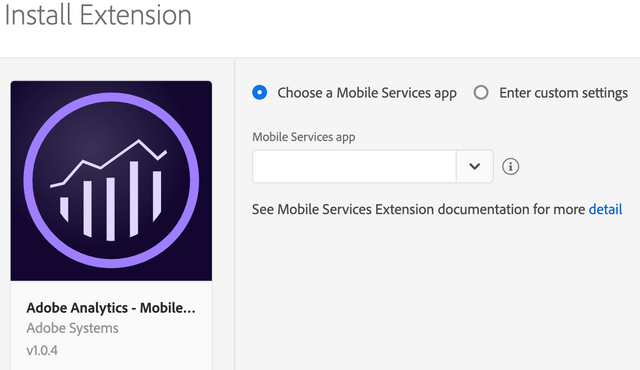 Install Extension
Choose a Mobile Services app
Enter custom settings
Mobile Services app
See Mobile Services Extension documentation for more detail
Adobe Analytics - Mobile...
Adobe Systems
v1.0.4